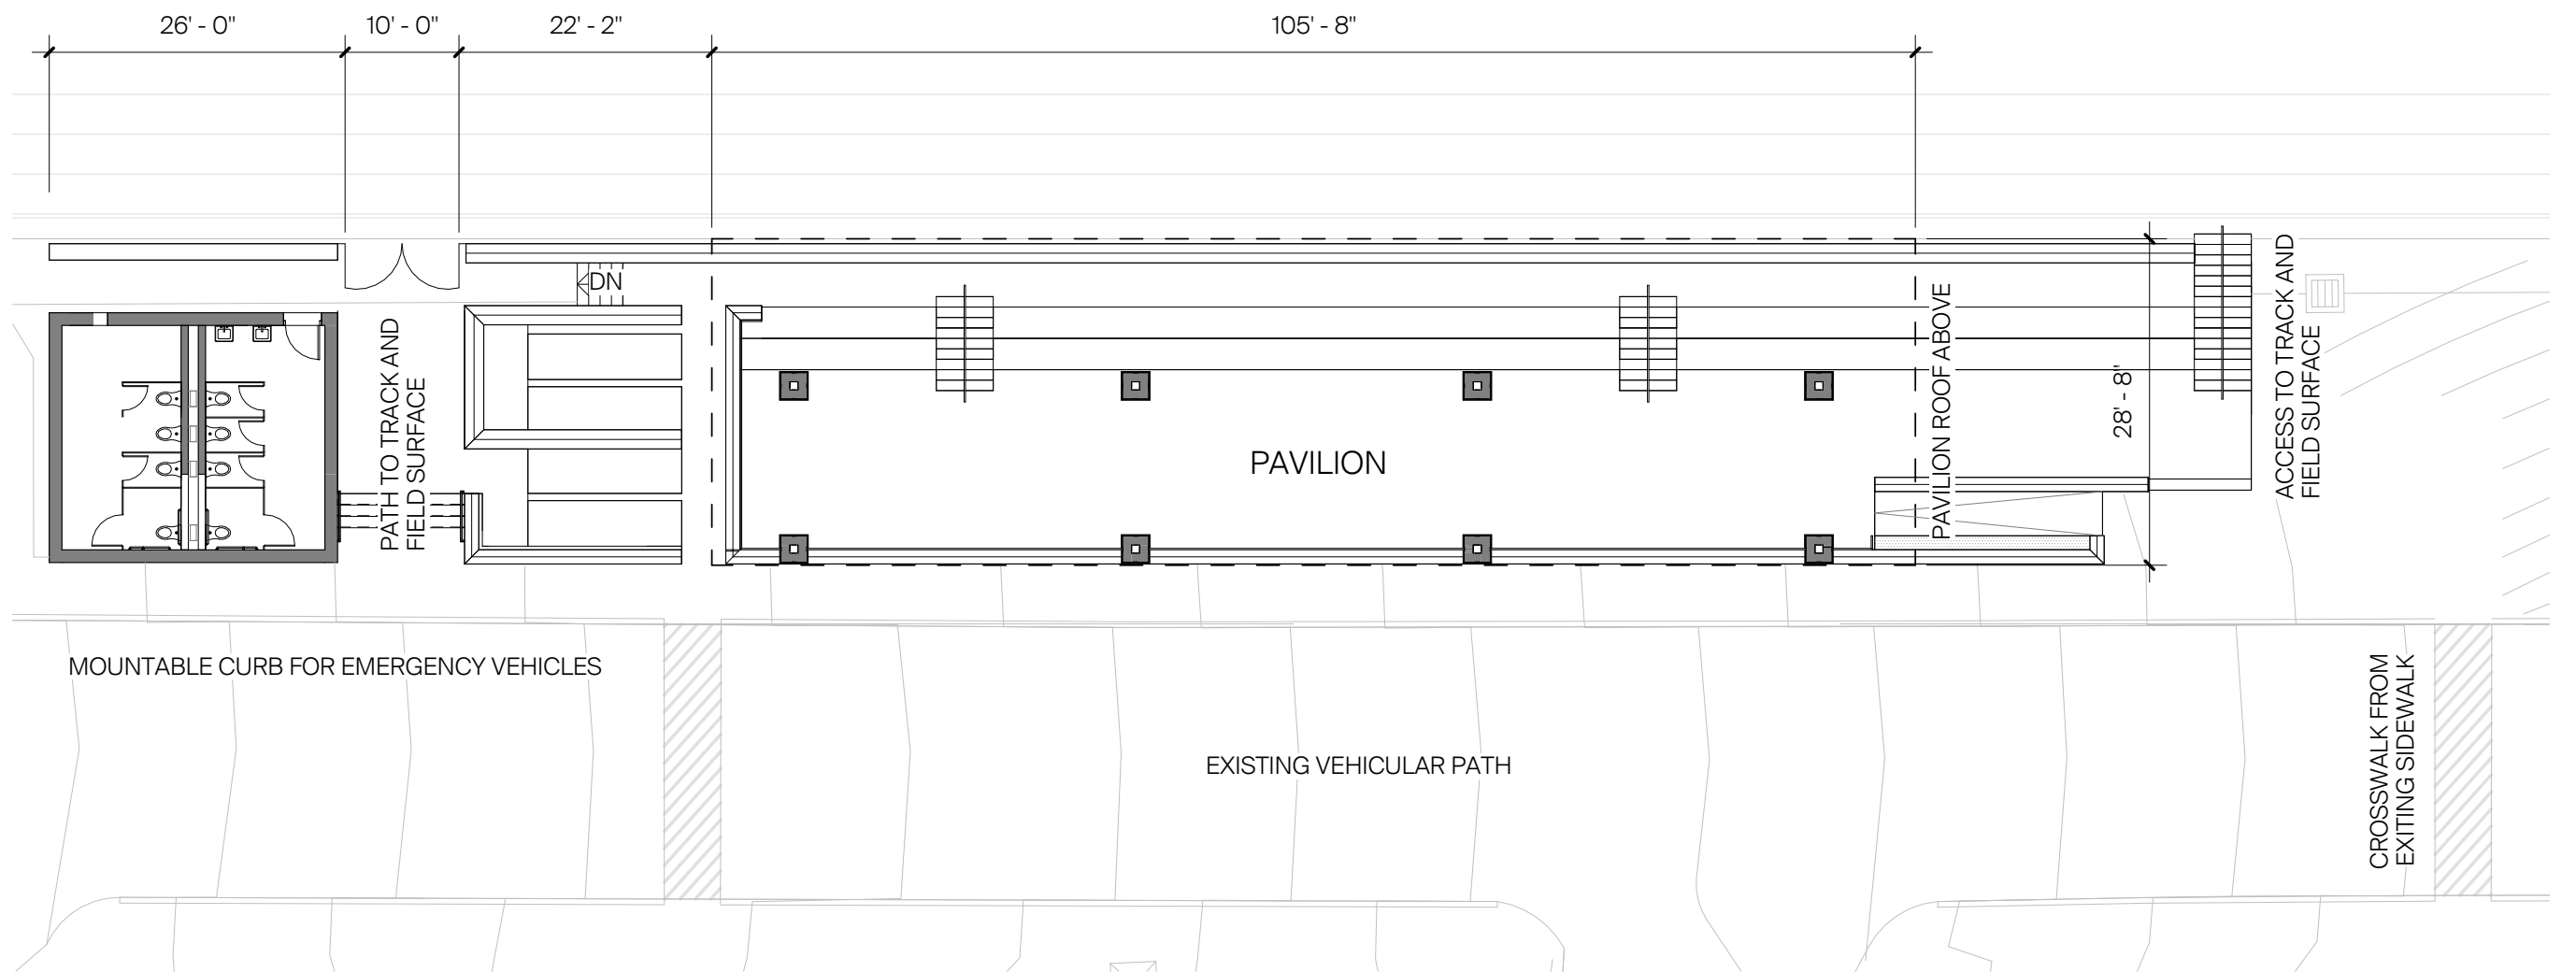 26' - 0"
10' - 0"
22' - 2"
105' - 8"
DN
PATH TO TRACK AND
FIELD SURFACE
PAVILION
PAVILION ROOF ABOVE
28' - 8"
ACCESS TO TRACK AND
FIELD SURFACE
MOUNTABLE CURB FOR EMERGENCY VEHICLES
EXISTING VEHICULAR PATH
CROSSWALK FROM
EXITING SIDEWALK